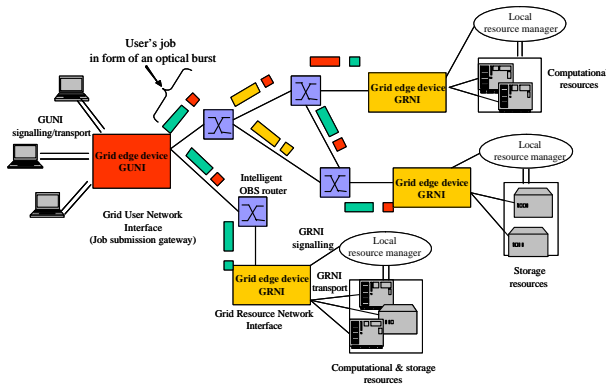 User's job
in form of an optical burst
GUNI
signalling/transport
Grid edge device
GUNI
Grid User Network
Interface
(Job submission gateway)
Intelligent
OBS router
Grid edge device
GRNI
Local
resource manager
Computational
resources
Grid edge device
GRNI
Local
resource manager
Storage
resources
Grid edge device
GRNI
Grid Resource Network
Interface
GRNI
signalling
GRNI
transport
Local
resource manager
Computational & storage
resources